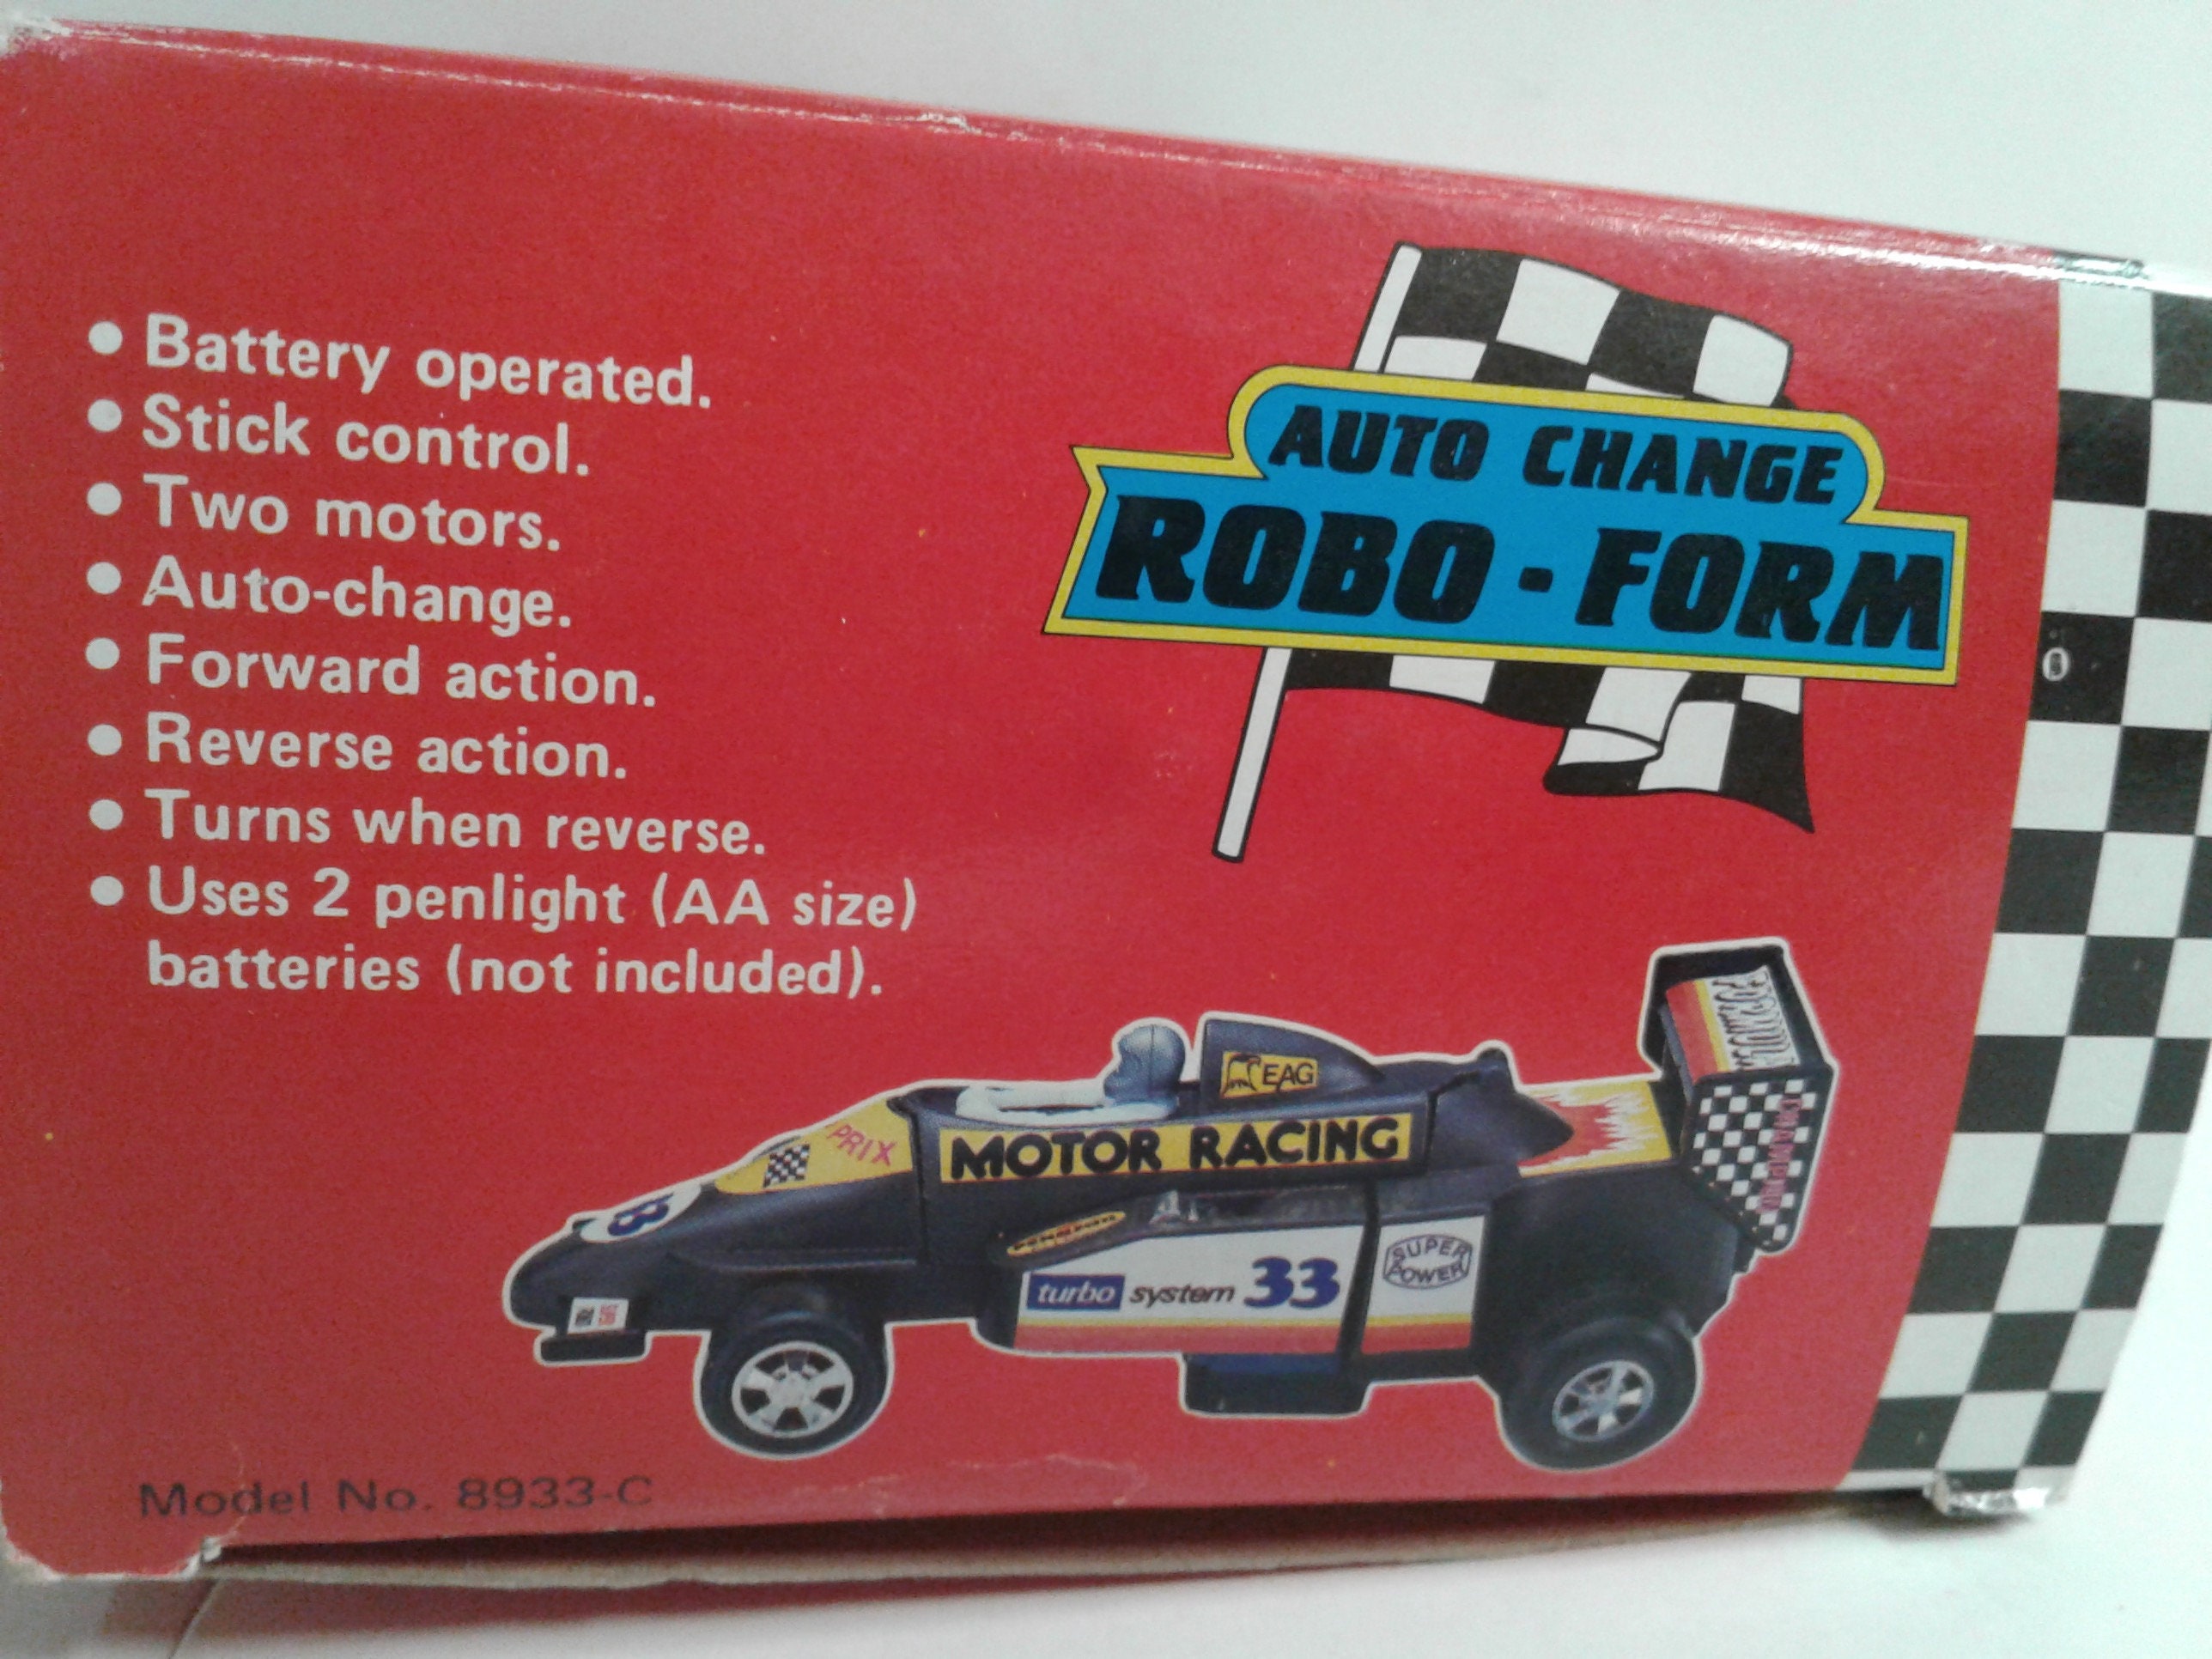 • Battery operated.
• Stick control.
• Two motors.
• Auto-change.
• Forward action.
• Reverse action.
• Turns when reverse.
• Uses 2 penlight (AA size)
batteries (not included).
AUTO CHANGE
ROBO-FORM
EAG
PRIX
MOTOR RACING
turbo system 33
SUPER
POWER
Model No. 8933-C